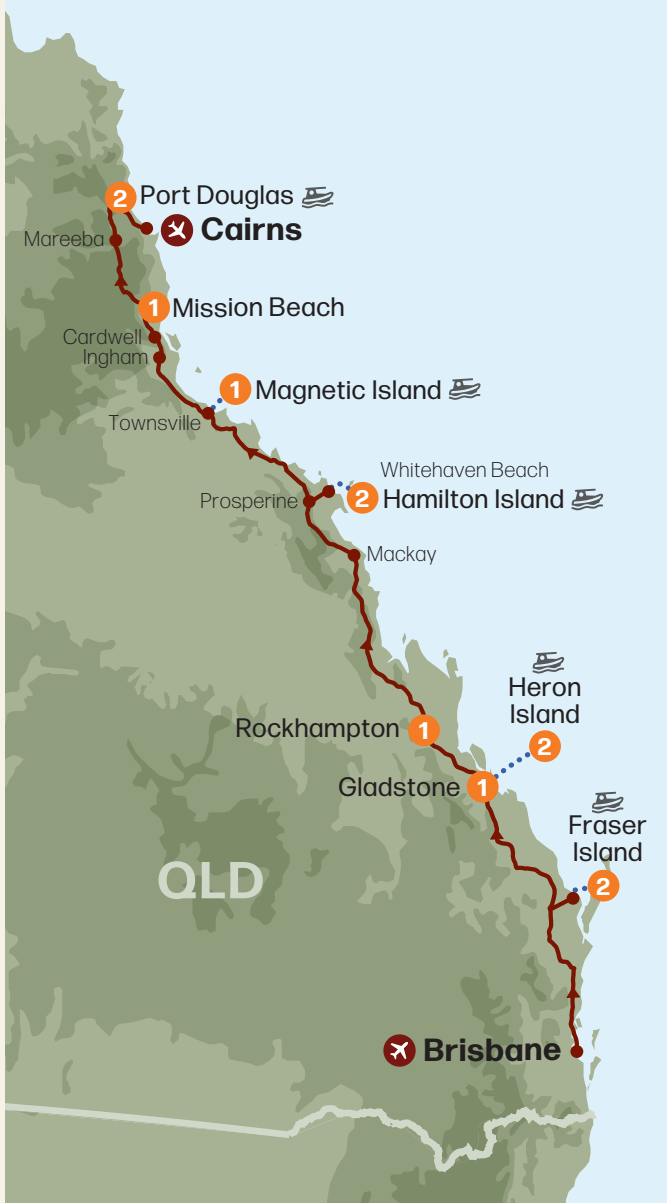 2 Port Douglas
Cairns
Mareeba
1 Mission Beach
Cardwell
Ingham
1 Magnetic Island
Townsville
Whitehaven Beach
Prosperine
2 Hamilton Island
Mackay
Heron
Island
2
Rockhampton 1
Gladstone 1
Fraser
Island
2
QLD
Brisbane